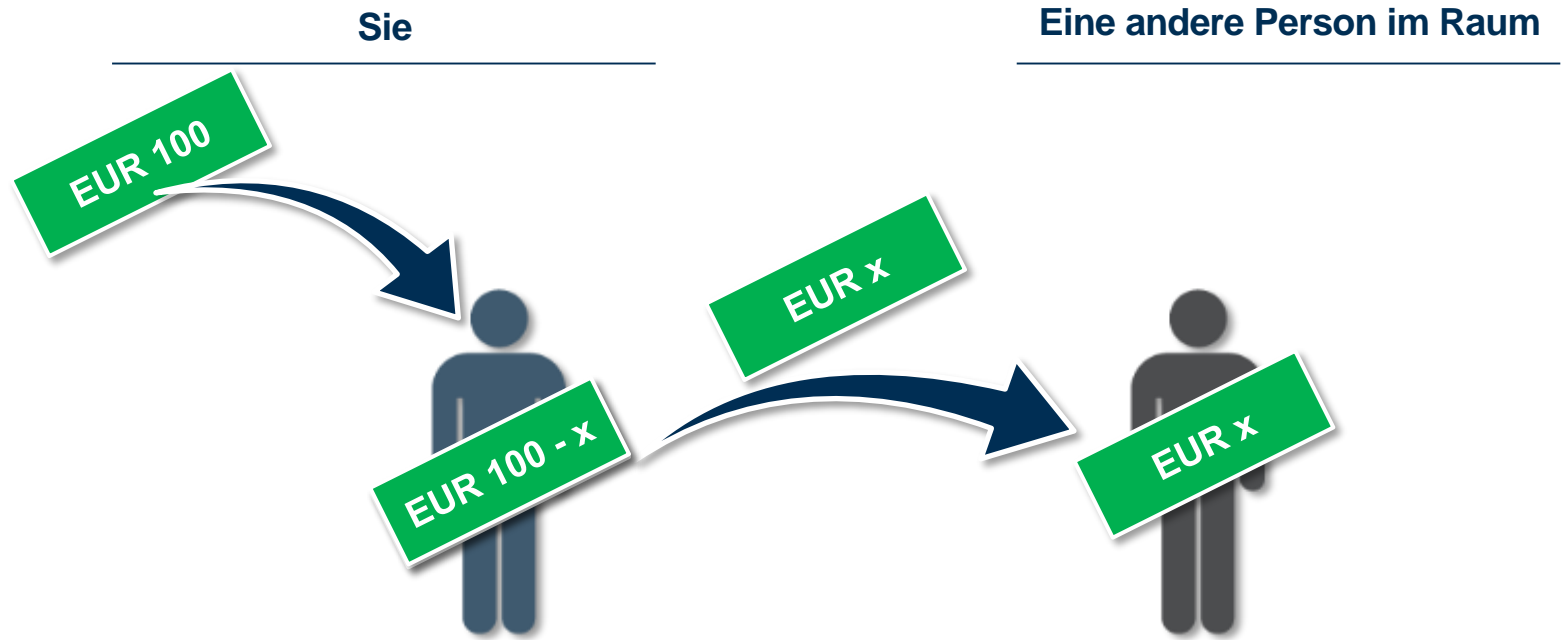 Sie
Eine andere Person im Raum
EUR 100
EUR x
EUR 100 - x
EUR x